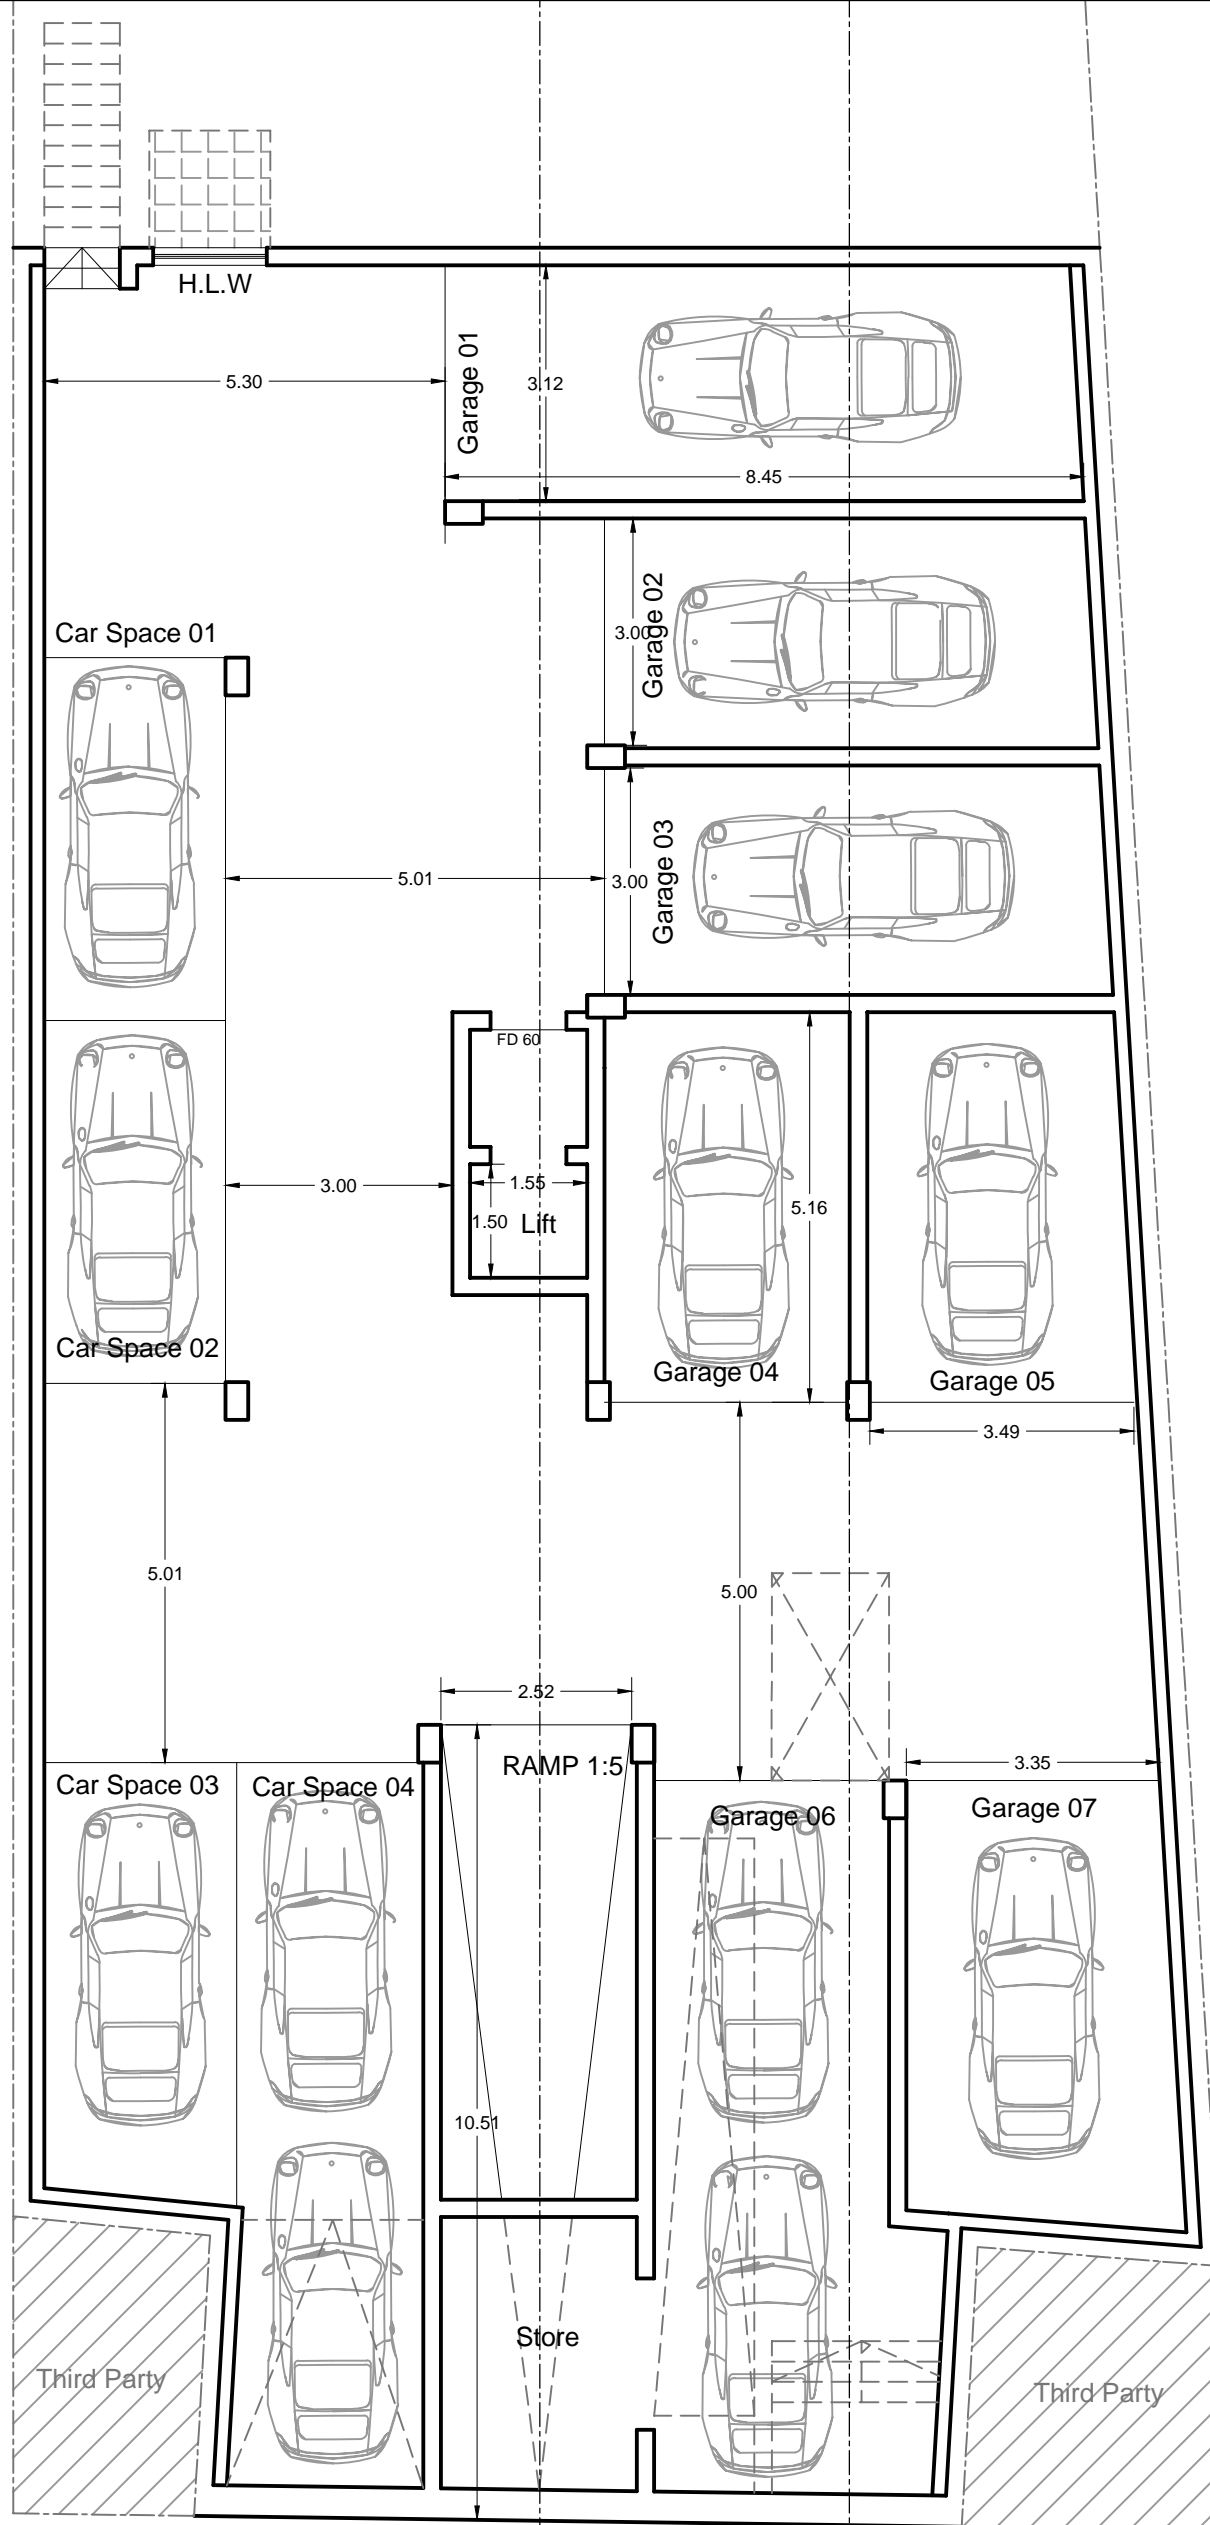 H.L.W
Garage 01
5.30
3.12
8.45
Garage 02
3.00
Car Space 01
5.01
3.00
Garage 03
FD 60
3.00
1.55
1.50
Lift
5.16
Car Space 02
Garage 04
Garage 05
3.49
5.01
5.00
2.52
RAMP 1:5
3.35
Car Space 03
Car Space 04
Garage 06
Garage 07
10.51
Store
Third Party
Third Party